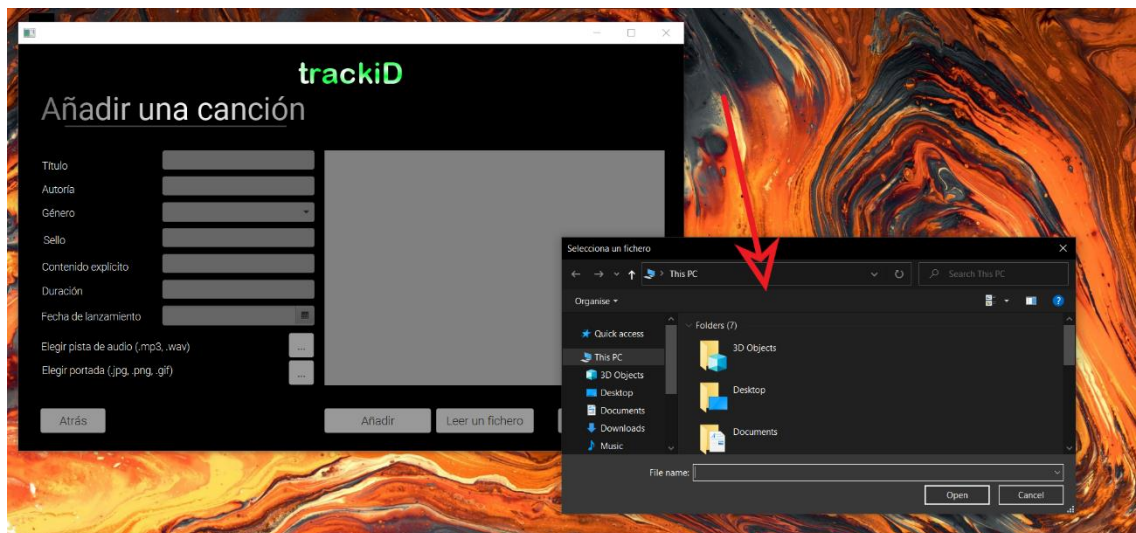 trackiD
Añadir una canción
Título
Autoría
Género
Sello
Contenido explícito
Duración
Fecha de lanzamiento
Elegir pista de audio (.mp3, .wav)
...
Elegir portada (.jpg, .png, .gif)
...
Atrás
Añadir
Leer un fichero
Selecciona un fichero
This PC
Search This PC
Organise
Quick access
This PC
3D Objects
Desktop
Documents
Downloads
Music
Folders (7)
3D Objects
Desktop
Documents
File name:
Open
Cancel